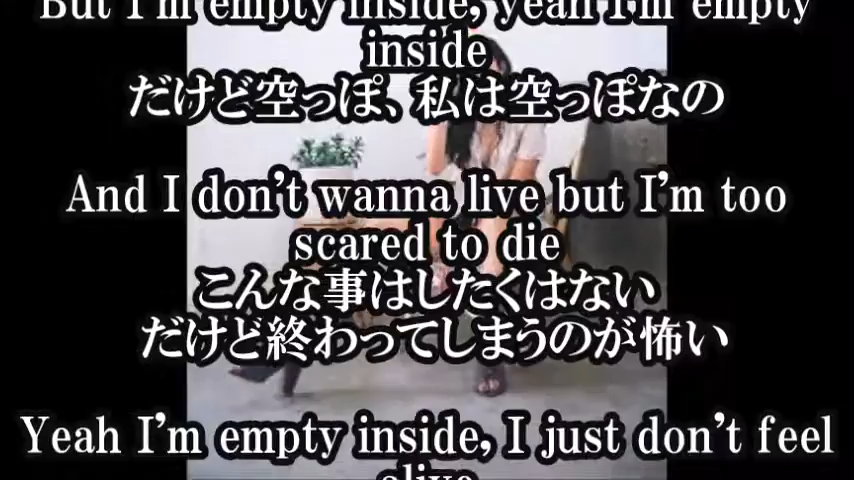 But I'm empty inside, yeah I'm empty
inside
だけど空っぽ、私は空っぽなの
And I don't wanna live but I'm too
scared to die
こんな事はしたくはない
だけど終わってしまうのが怖い
Yeah I'm empty inside, I just don't feel
alive